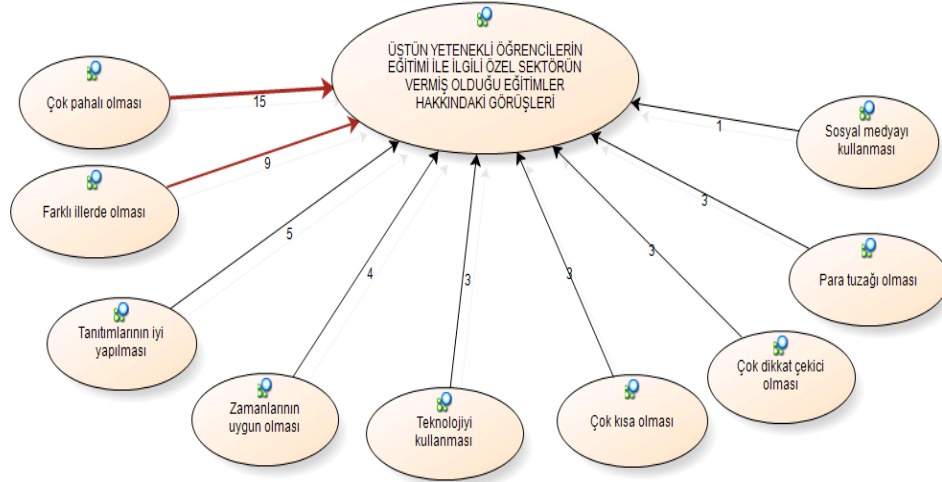 ÜSTÜN YETENEKLİ ÖĞRENCİLERİN
EĞİTİMİ İLE İLGİLİ ÖZEL SEKTÖRÜN
VERMİŞ OLDUĞU EĞİTİMLER
HAKKINDAKİ GÖRÜŞLERİ
Çok pahalı olması
15
Farklı illerde olması
9
Tanıtımlarının iyi
yapılması
5
Zamanlarının
uygun olması
4
Teknolojiyi
kullanması
3
Çok kısa olması
3
Çok dikkat çekici
olması
3
Para tuzağı olması
3
Sosyal medyayı
kullanması
1